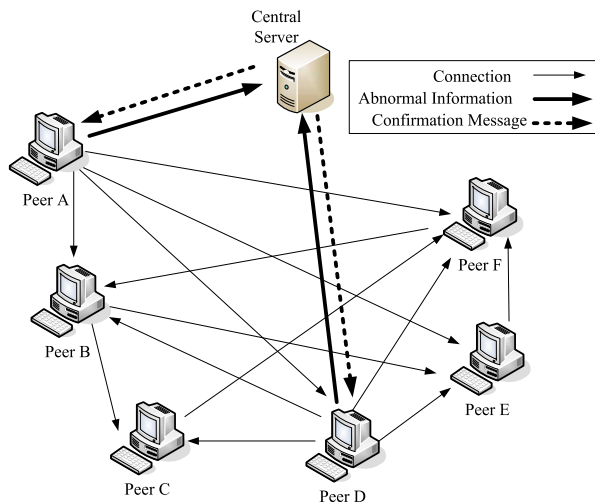 Central
Server
Connection
Abnormal Information
Confirmation Message
Peer A
Peer F
Peer B
Peer E
Peer C
Peer D